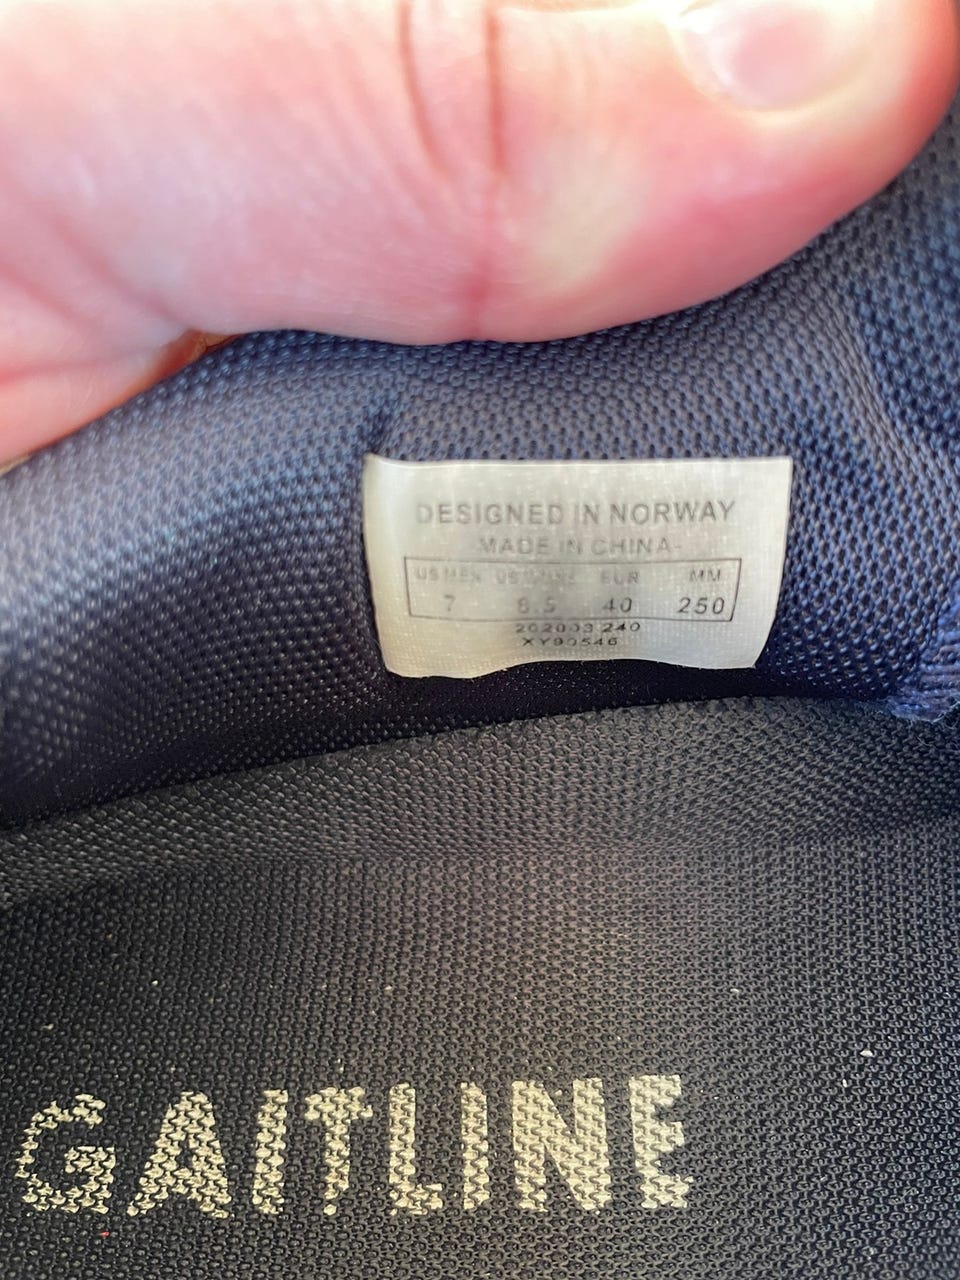 DESIGNED IN NORWAY
MADE IN CHINA-
US MEN US EUR MM
7 8.5 40 250
202003 240
XY90546
GAITLINE